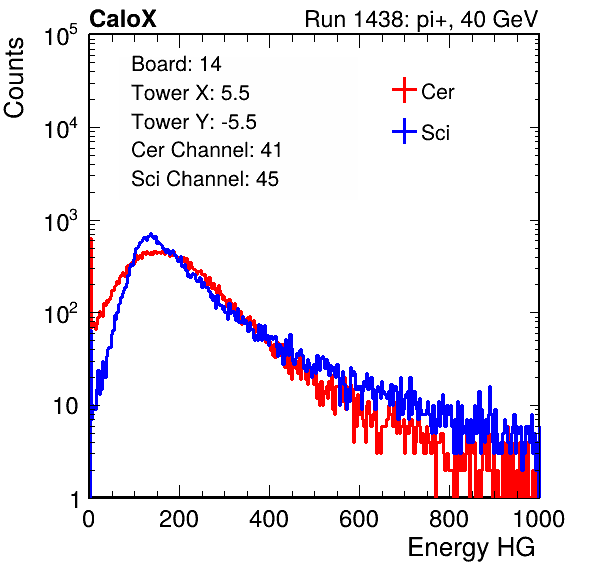 CaloX Run 1438: pi+, 40 GeV
Counts
10^5
10^4
10^3
10^2
10
1
Board: 14
Tower X: 5.5
Tower Y: -5.5
Cer Channel: 41
Sci Channel: 45
Cer
Sci
0 200 400 600 800 1000
Energy HG